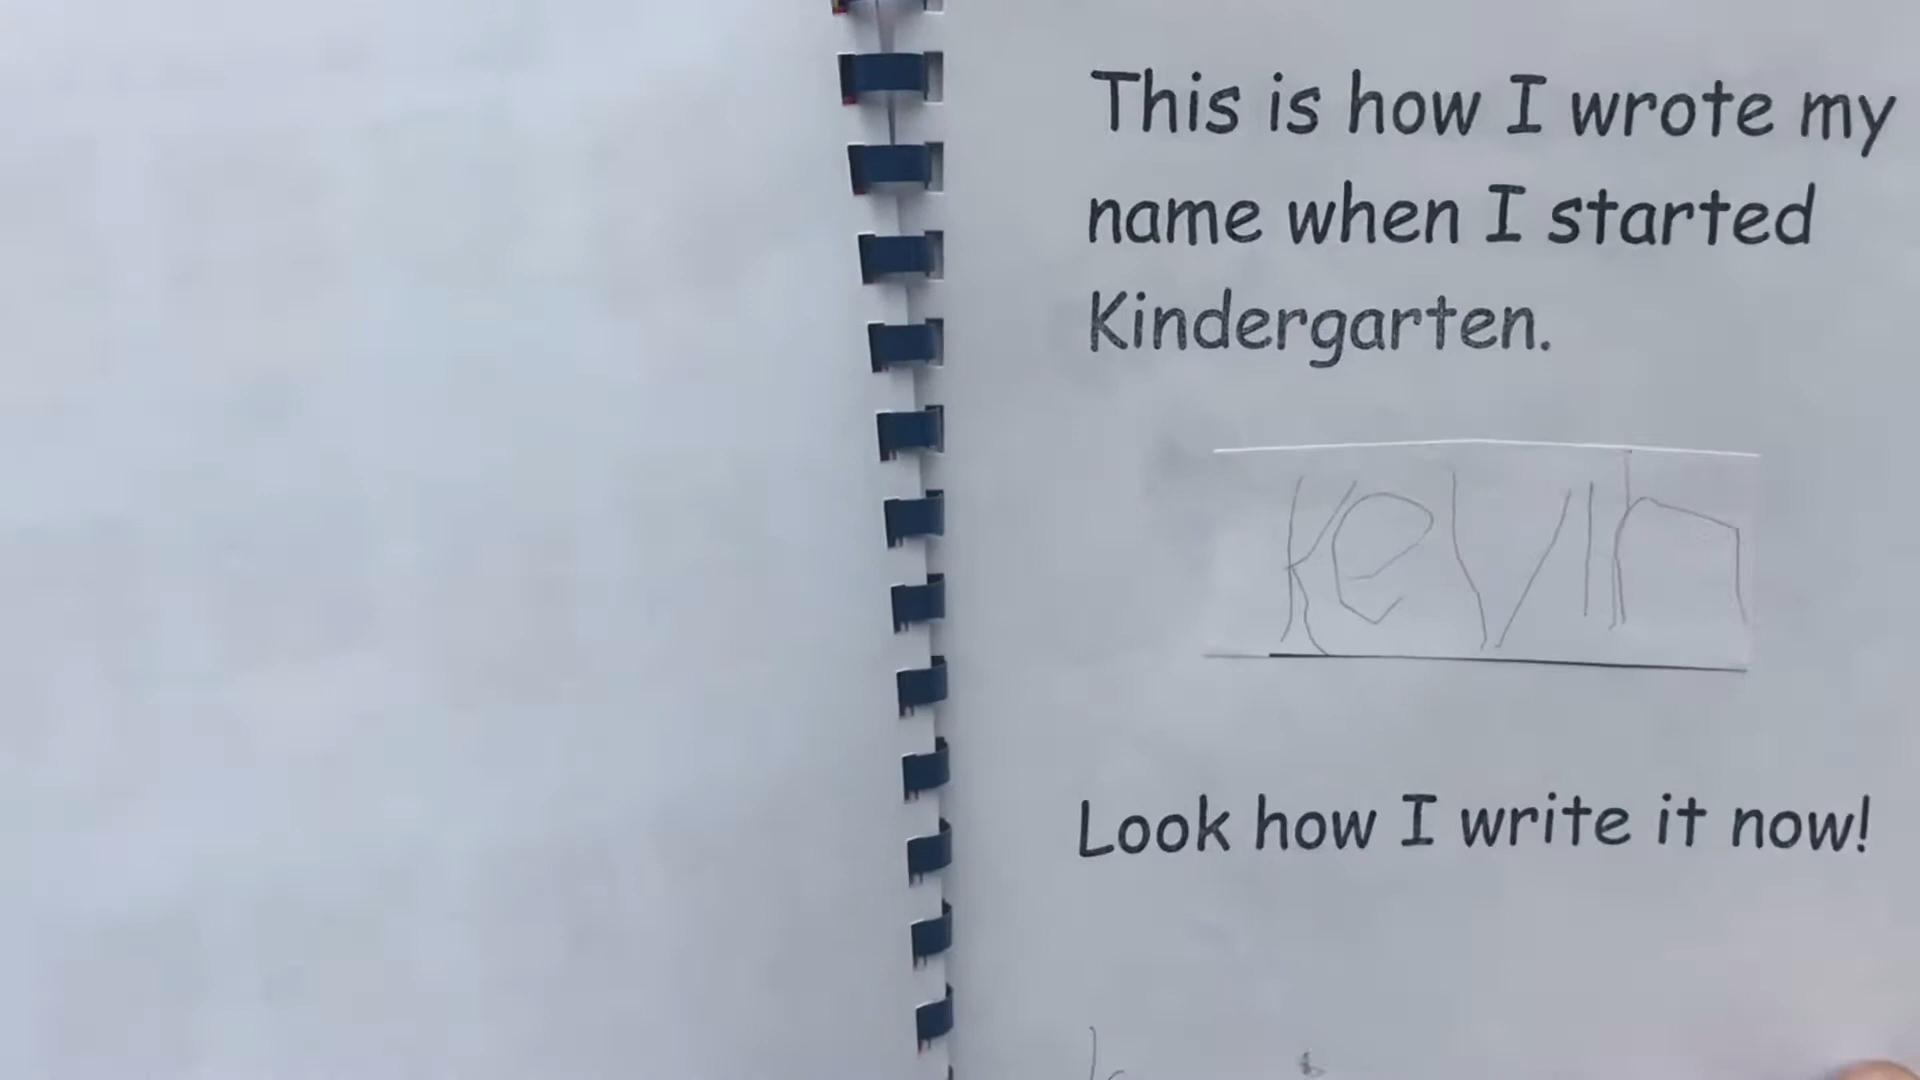 This is how I wrote my
name when I started
Kindergarten.
Kevin
Look how I write it now!